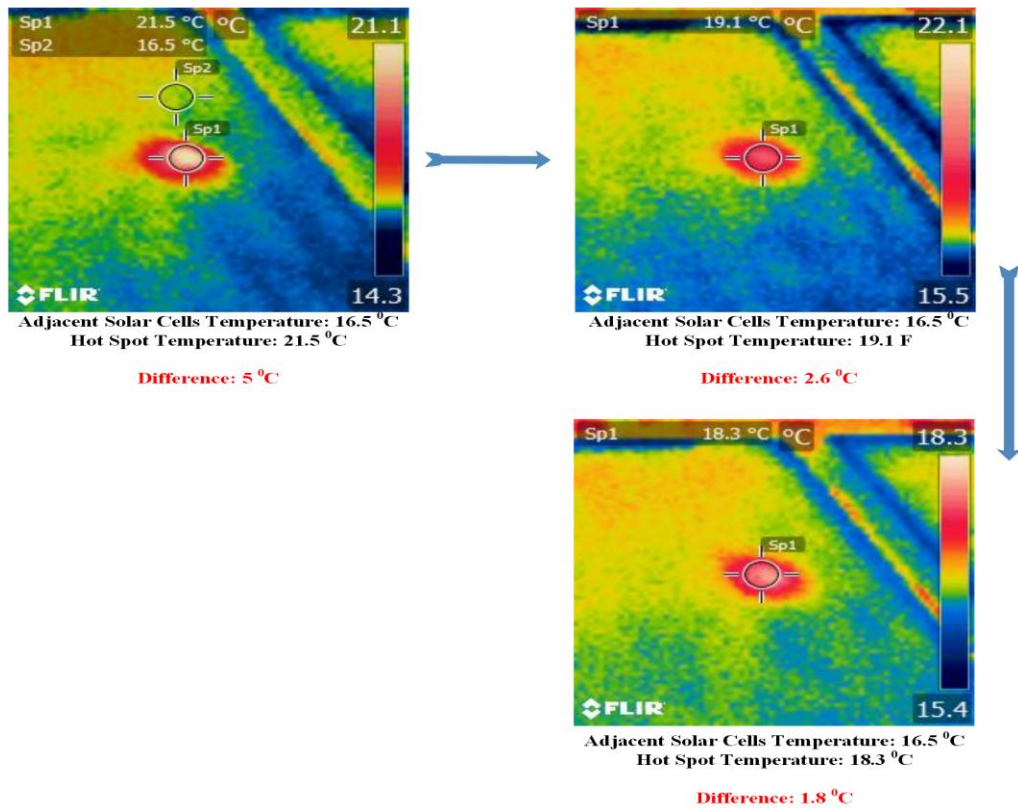 Sp1 21.5 °C °C 21.1
Sp2 16.5 °C
Sp2
Sp1
FLIR 14.3
Adjacent Solar Cells Temperature: 16.5 ⁰C
Hot Spot Temperature: 21.5 ⁰C
Difference: 5 ⁰C
Sp1 19.1 °C °C 22.1
Sp1
FLIR 15.5
Adjacent Solar Cells Temperature: 16.5 ⁰C
Hot Spot Temperature: 19.1 F
Difference: 2.6 ⁰C
Sp1 18.3 °C °C 18.3
Sp1
FLIR 15.4
Adjacent Solar Cells Temperature: 16.5 ⁰C
Hot Spot Temperature: 18.3 ⁰C
Difference: 1.8 ⁰C